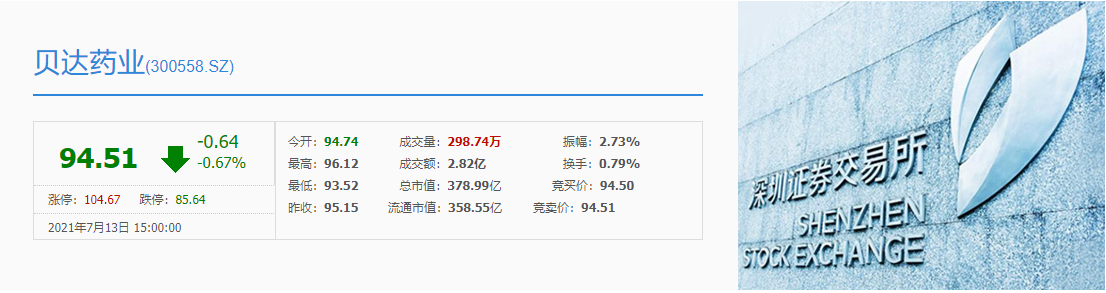 贝达药业(300558.SZ)
94.51 -0.64
-0.67%
涨停：104.67 跌停：85.64
2021年7月13日 15:00:00
今开：94.74 成交量：298.74万 振幅：2.73%
最高：96.12 成交额：2.82亿 换手：0.79%
最低：93.52 总市值：378.99亿 竞买价：94.50
昨收：95.15 流通市值：358.55亿 竞卖价：94.51
深圳证券交易所
SHENZHEN
STOCK EXCHANGE